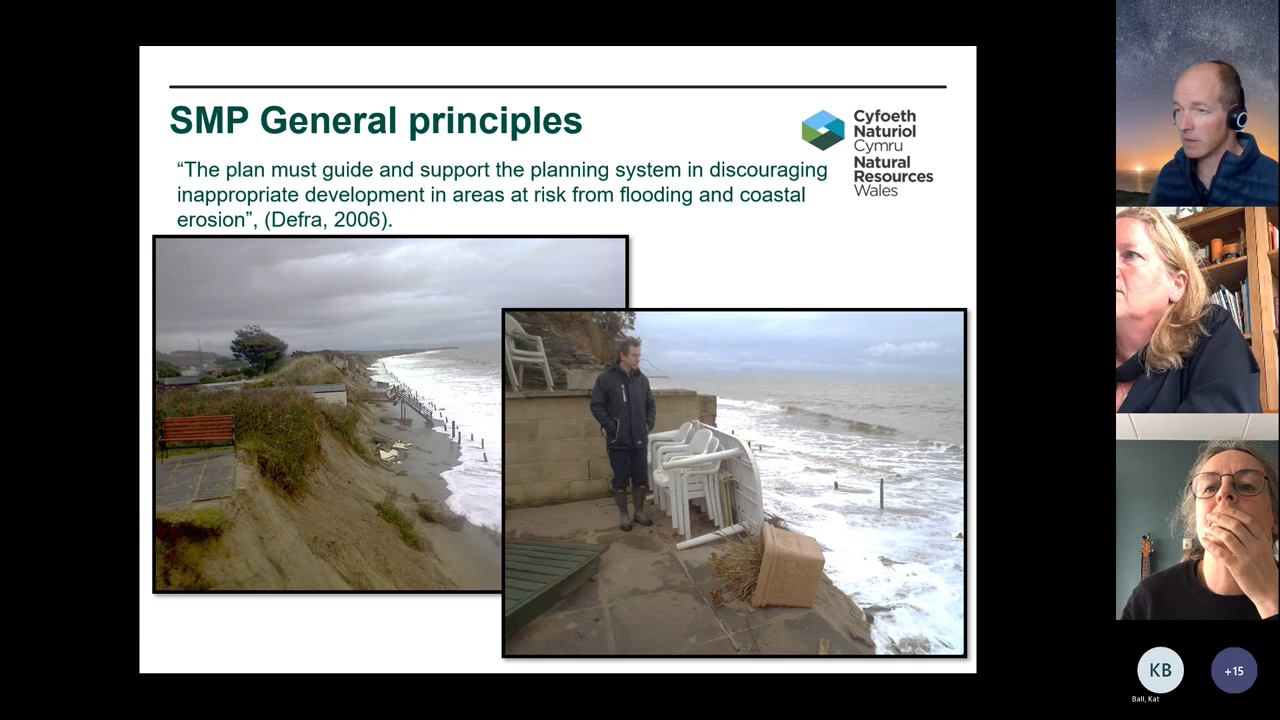 SMP General principles
Cyfoeth
Naturiol
Cymru
Natural
Resources
Wales
“The plan must guide and support the planning system in discouraging
inappropriate development in areas at risk from flooding and coastal
erosion”, (Defra, 2006).
KB
+15
Ball, Kat